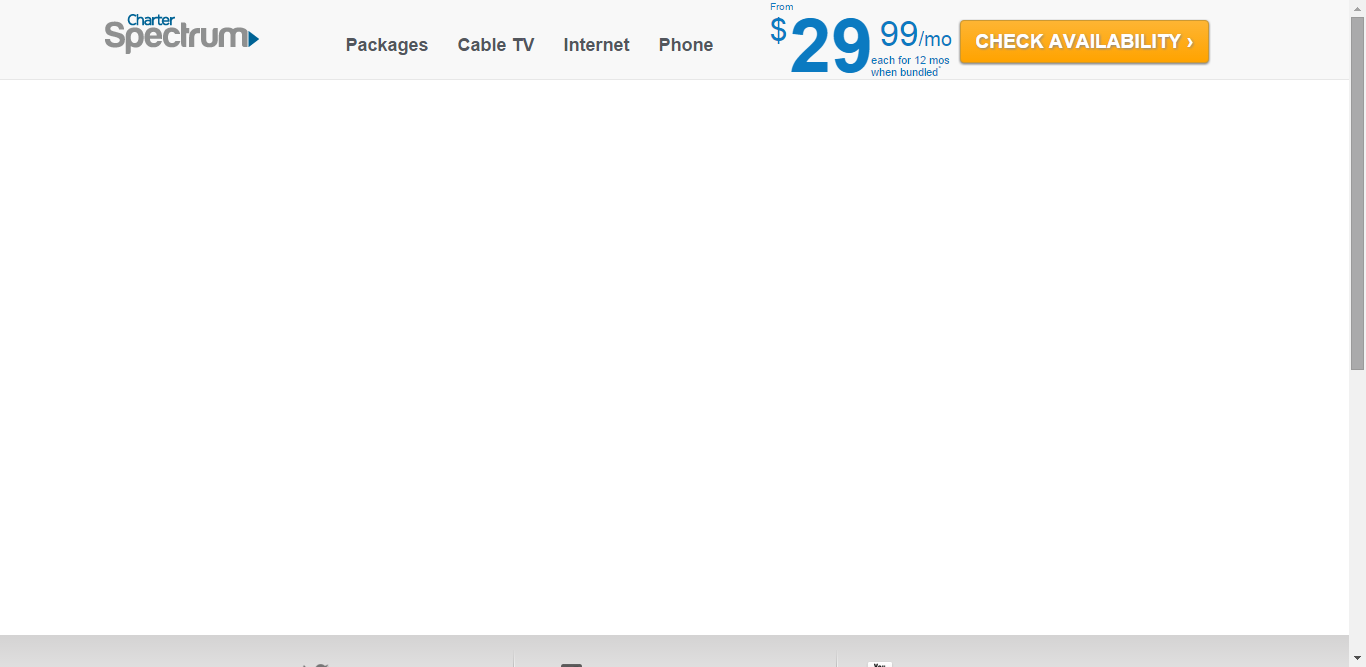 Charter
Spectrum
Packages Cable TV Internet Phone
From
$29 99/mo
each for 12 mos
when bundled^
CHECK AVAILABILITY ›
You